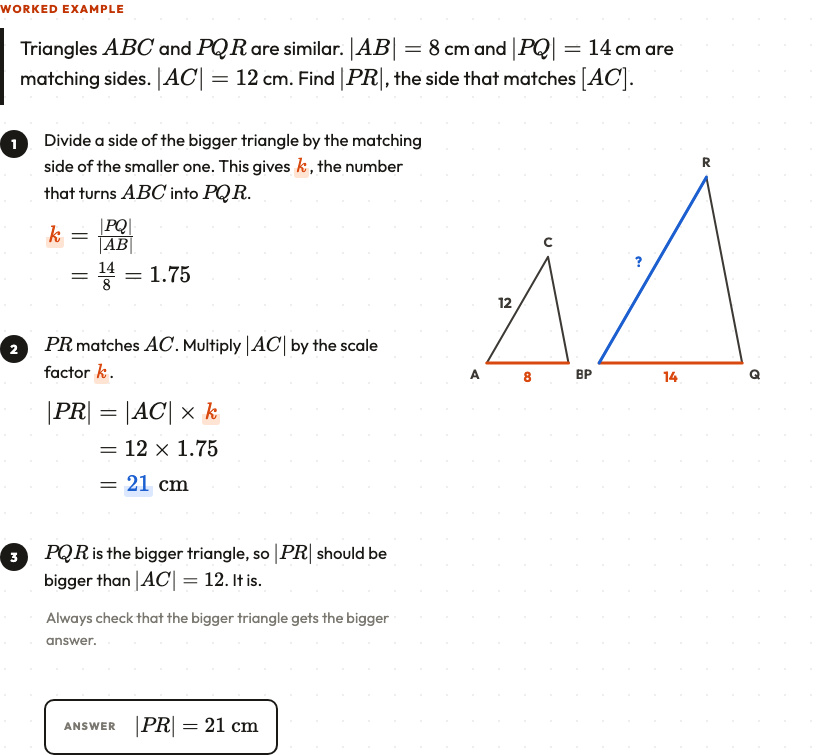 WORKED EXAMPLE
Triangles ABC and PQR are similar. |AB| = 8 cm and |PQ| = 14 cm are
matching sides. |AC| = 12 cm. Find |PR|, the side that matches [AC].
1 Divide a side of the bigger triangle by the matching
side of the smaller one. This gives k, the number
that turns ABC into PQR.
k = |PQ| / |AB|
= 14/8 = 1.75
2 PR matches AC. Multiply |AC| by the scale
factor k.
|PR| = |AC| × k
= 12 × 1.75
= 21 cm
3 PQR is the bigger triangle, so |PR| should be
bigger than |AC| = 12. It is.
Always check that the bigger triangle gets the bigger
answer.
ANSWER |PR| = 21 cm
R
C
?
12
A 8 B P 14 Q